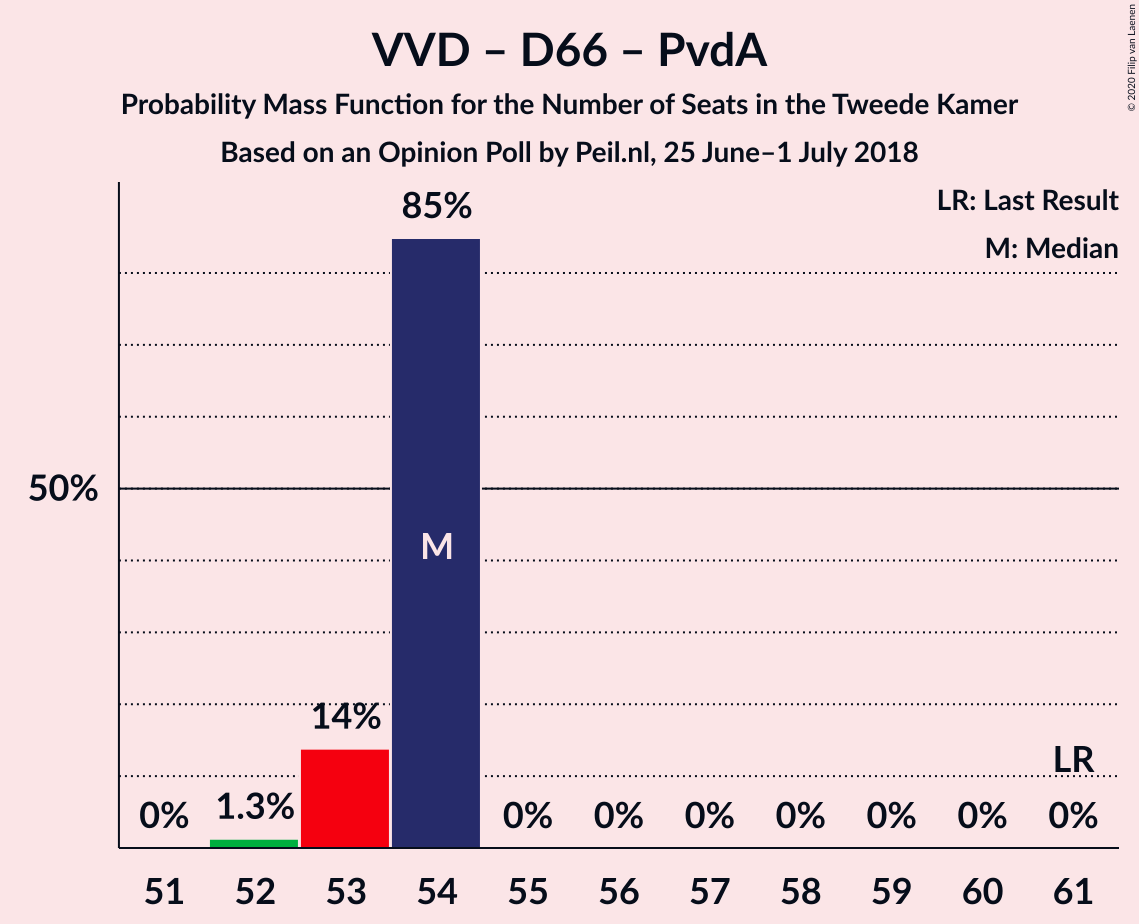 VVD – D66 – PvdA
Probability Mass Function for the Number of Seats in the Tweede Kamer
Based on an Opinion Poll by Peil.nl, 25 June–1 July 2018
© 2020 Filip van Laenen
LR: Last Result
M: Median
85%
50%
M
14%
LR
0% 1.3% 0% 0% 0% 0% 0% 0% 0%
51 52 53 54 55 56 57 58 59 60 61